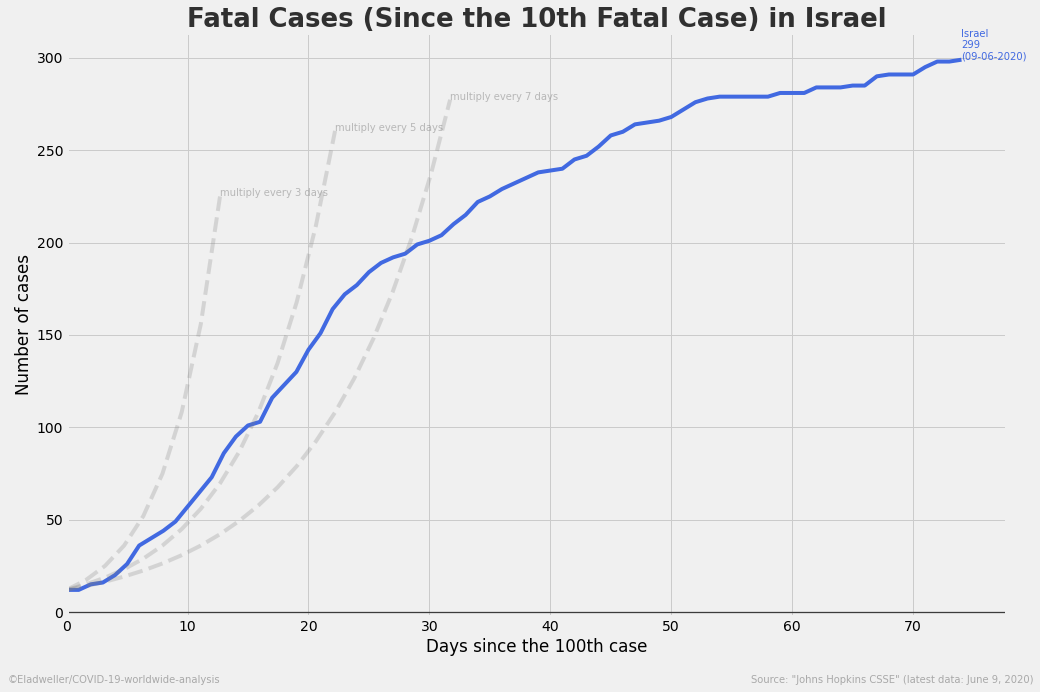 Fatal Cases (Since the 10th Fatal Case) in Israel
Israel
299
(09-06-2020)
multiply every 7 days
multiply every 5 days
multiply every 3 days
Number of cases
300
250
200
150
100
50
0
0 10 20 30 40 50 60 70
Days since the 100th case
©Eladweller/COVID-19-worldwide-analysis
Source: "Johns Hopkins CSSE" (latest data: June 9, 2020)